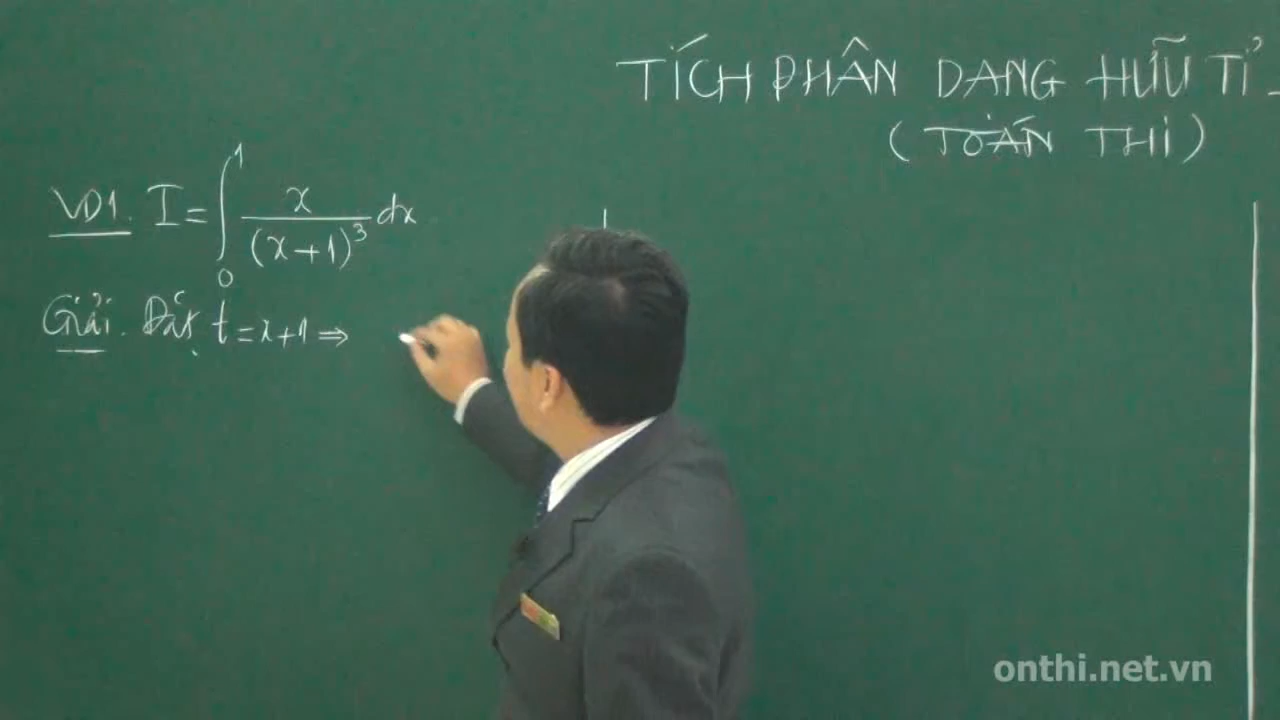 TÍCH PHÂN DẠNG HỮU TỈ
(TOÁN THI)
VD1. I = ∫₀¹ x/(x+1)³ dx
Giải. Đặt t = x+1 ⇒
onthi.net.vn